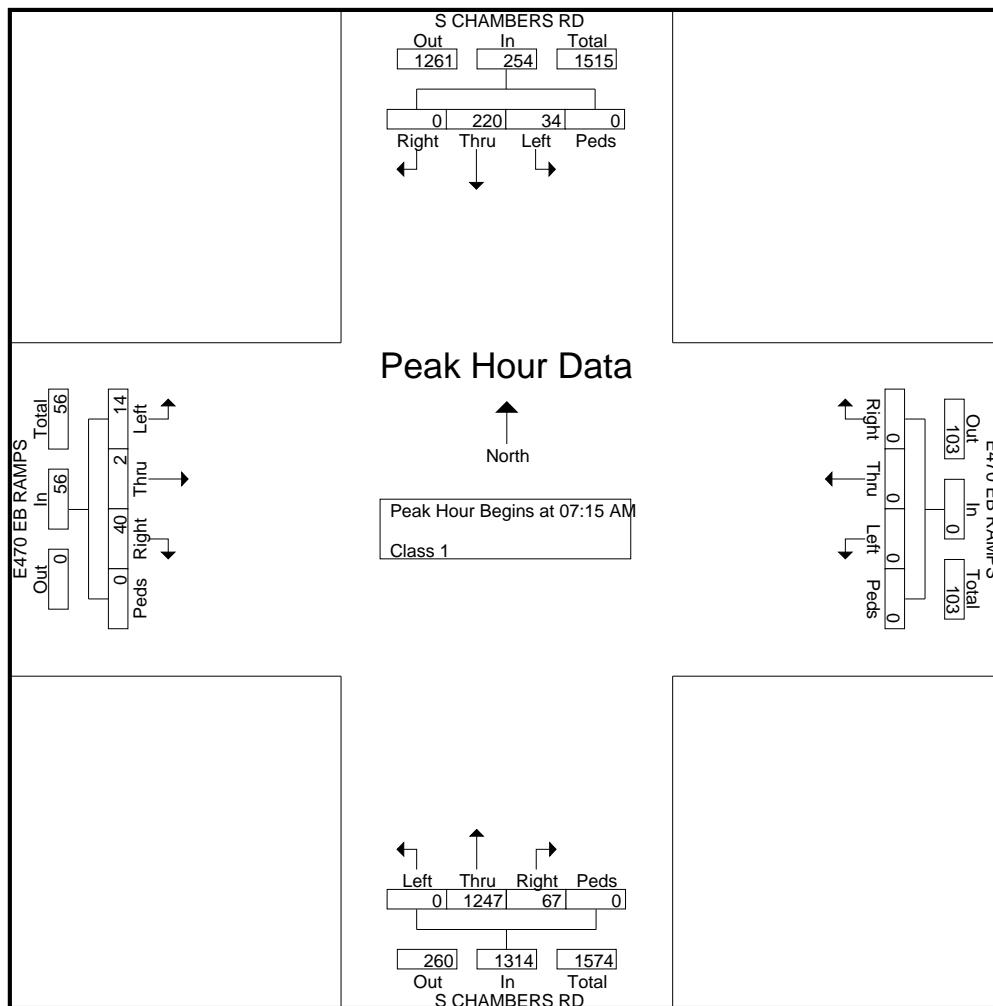 S CHAMBERS RD
Out In Total
1261 254 1515
0 220 34 0
Right Thru Left Peds
Peak Hour Data
North
Peak Hour Begins at 07:15 AM
Class 1
E470 EB RAMPS
Out In Total
0 56 56
0 40 2 14
Peds Right Thru Left
Right Thru Left Peds
0 0 0 0
Out In Total
103 0 103
E470 EB RAMPS
Left Thru Right Peds
0 1247 67 0
260 1314 1574
Out In Total
S CHAMBERS RD